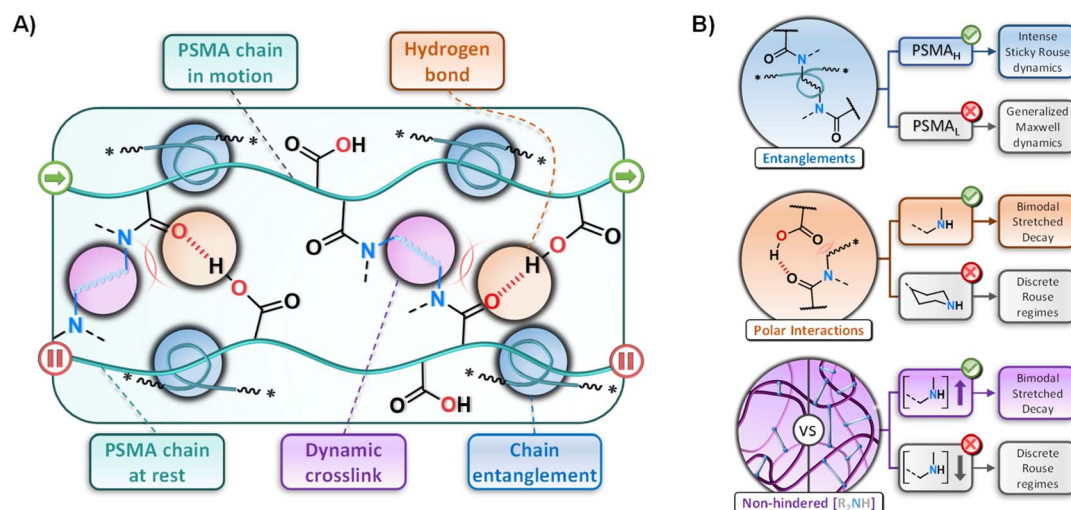 A)
PSMA chain
in motion
Hydrogen
bond
*
*
*
*
O
OH
O
O
N
O
N
H
O
N
O
H
O
N
O
N
O
*
*
*
*
O
OH
PSMA chain
at rest
Dynamic
crosslink
Chain
entanglement
B)
O
N
*
*
N
O
Entanglements
PSMAH
Intense
Sticky Rouse
dynamics
PSMAL
Generalized
Maxwell
dynamics
O
O
H
*
O
N
Polar Interactions
NH
Bimodal
Stretched
Decay
NH
Discrete
Rouse
regimes
VS
Non-hindered [R2NH]
[NH]
Bimodal
Stretched
Decay
[NH]
Discrete
Rouse
regimes